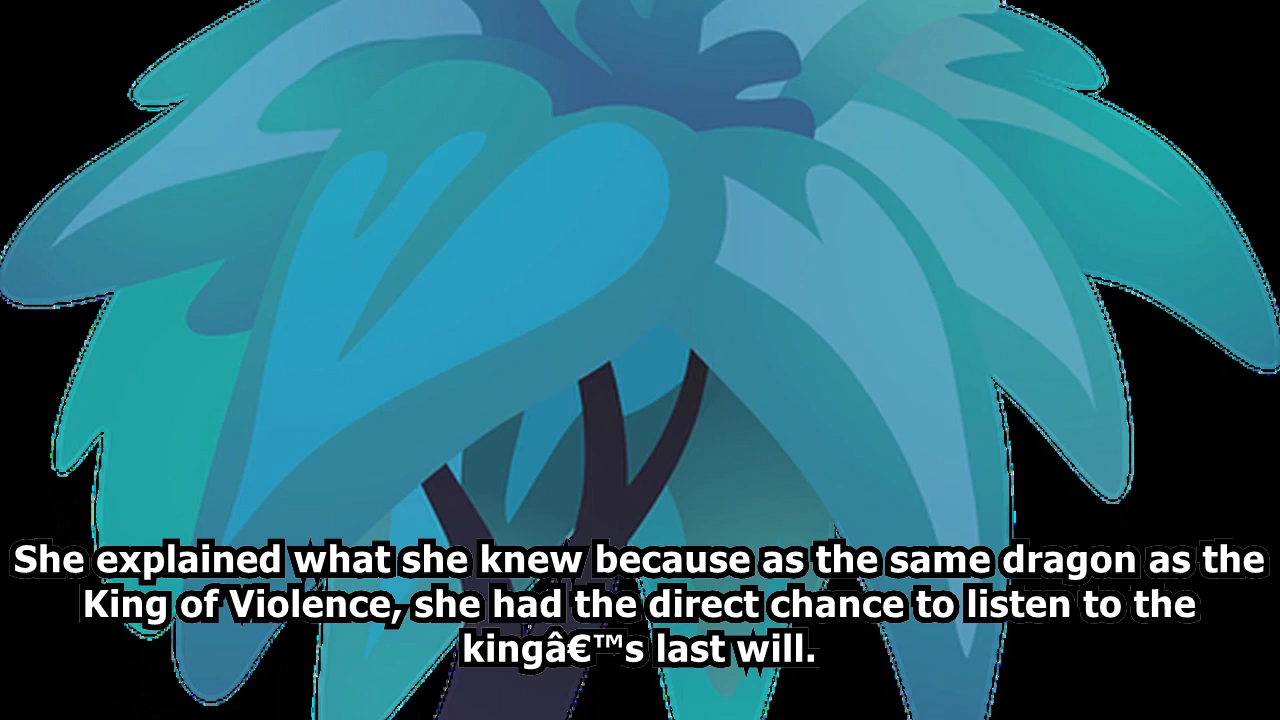 She explained what she knew because as the same dragon as the
King of Violence, she had the direct chance to listen to the
kingâ€™s last will.